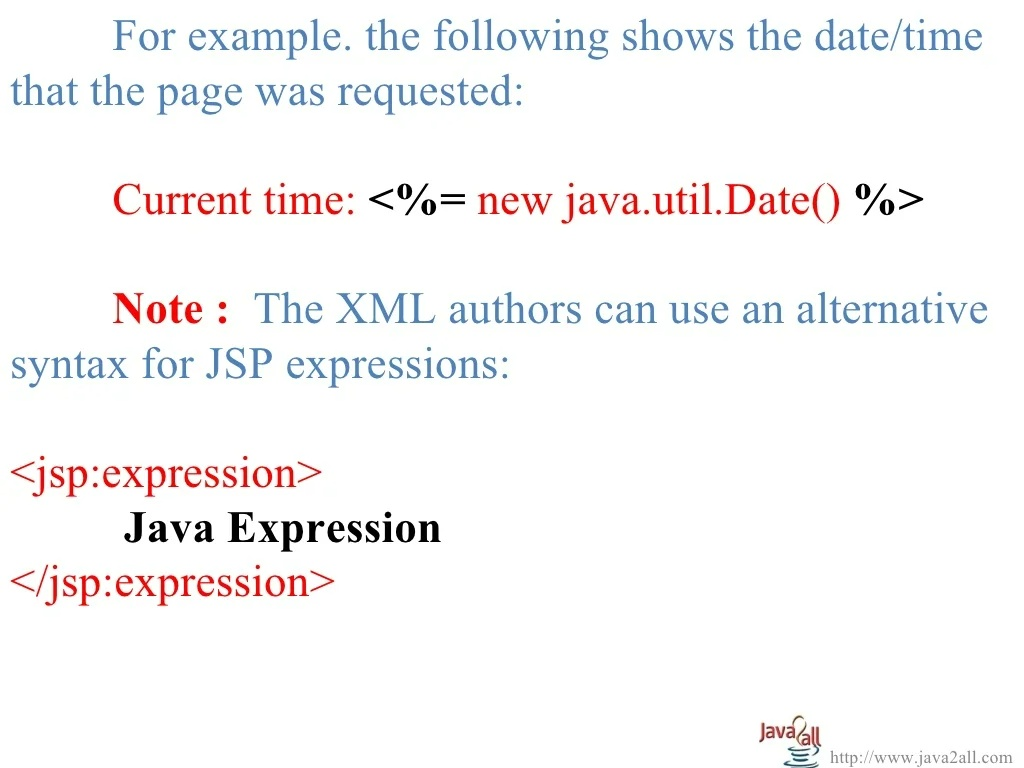 For example. the following shows the date/time
that the page was requested:
Current time: <%= new java.util.Date() %>
Note : The XML authors can use an alternative
syntax for JSP expressions:
<jsp:expression>
Java Expression
</jsp:expression>
Java2all
http://www.java2all.com